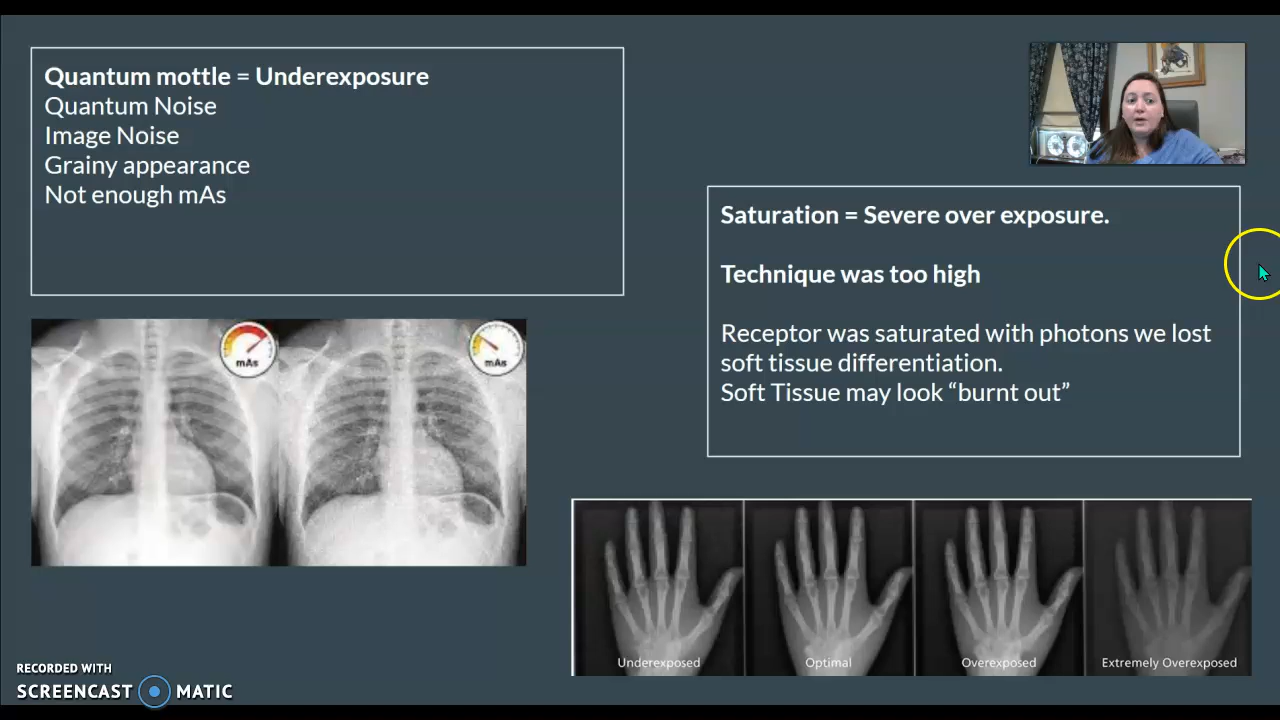 Quantum mottle = Underexposure
Quantum Noise
Image Noise
Grainy appearance
Not enough mAs
Saturation = Severe over exposure.
Technique was too high
Receptor was saturated with photons we lost
soft tissue differentiation.
Soft Tissue may look “burnt out”
mAs
mAs
Underexposed
Optimal
Overexposed
Extremely Overexposed
RECORDED WITH
SCREENCAST MATIC